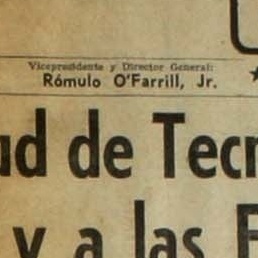 Vicepresidente y Director General:
Rómulo O'Farrill, Jr.
ud de Tecn
y a las E